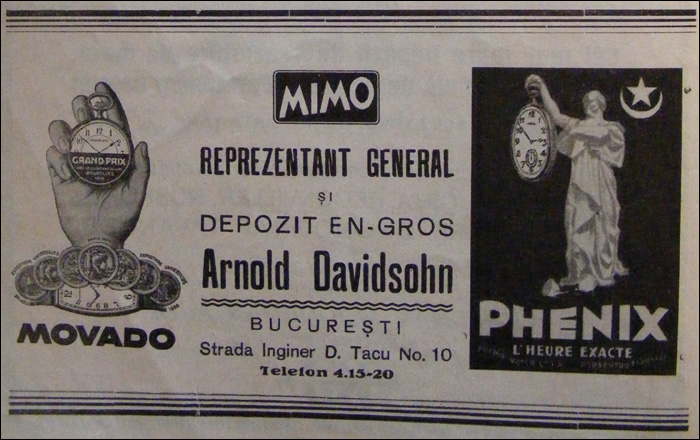 GRAND PRIX
MOVADO
MIMO
REPREZENTANT GENERAL
ȘI
DEPOZIT EN-GROS
Arnold Davidsohn
BUCUREȘTI
Strada Inginer D. Tacu No. 10
Telefon 4.15-20
PHENIX
L'HEURE EXACTE